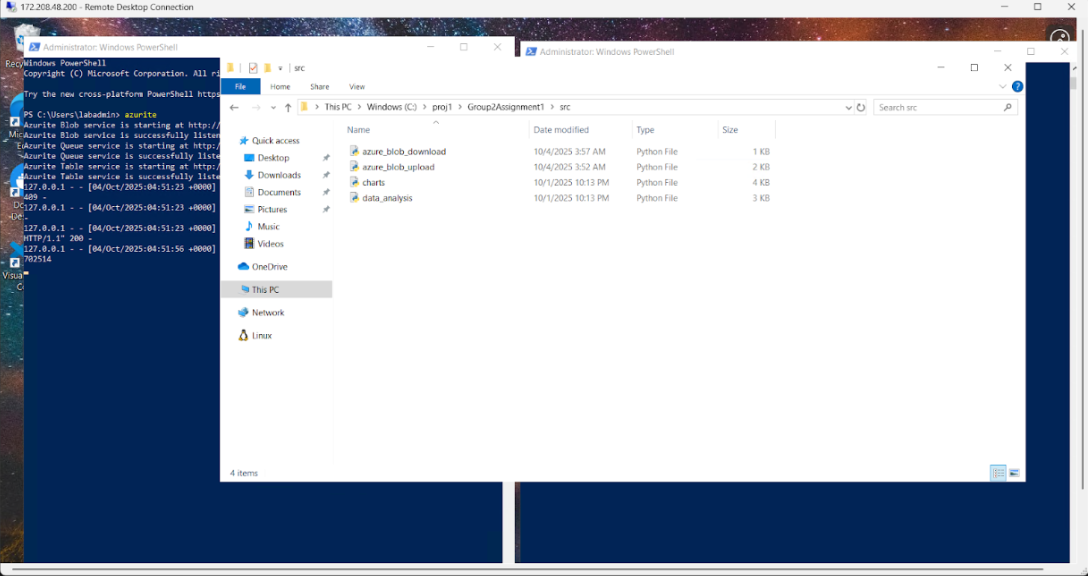 172.208.48.200 - Remote Desktop Connection
Administrator: Windows PowerShell
Windows PowerShell
Copyright (C) Microsoft Corporation. All ri
Try the new cross-platform PowerShell https
PS C:\Users\labadmin> azurite
Azurite Blob service is starting at http:/
Azurite Blob service is successfully listen
Azurite Queue service is starting at http:
Azurite Queue service is successfully liste
Azurite Table service is starting at http:
Azurite Table service is successfully liste
127.0.0.1 - - [04/Oct/2025:04:51:23 +0000]
409 -
127.0.0.1 - - [04/Oct/2025:04:51:23 +0000]
-
127.0.0.1 - - [04/Oct/2025:04:51:23 +0000]
HTTP/1.1" 200 -
127.0.0.1 - - [04/Oct/2025:04:51:56 +0000]
702514
Administrator: Windows PowerShell
src
File Home Share View
This PC > Windows (C:) > proj1 > Group2Assignment1 > src
Search src
Quick access
Desktop
Downloads
Documents
Pictures
Music
Videos
OneDrive
This PC
Network
Linux
Name Date modified Type Size
azure_blob_download 10/4/2025 3:57 AM Python File 1 KB
azure_blob_upload 10/4/2025 3:52 AM Python File 2 KB
charts 10/1/2025 10:13 PM Python File 4 KB
data_analysis 10/1/2025 10:13 PM Python File 3 KB
4 items